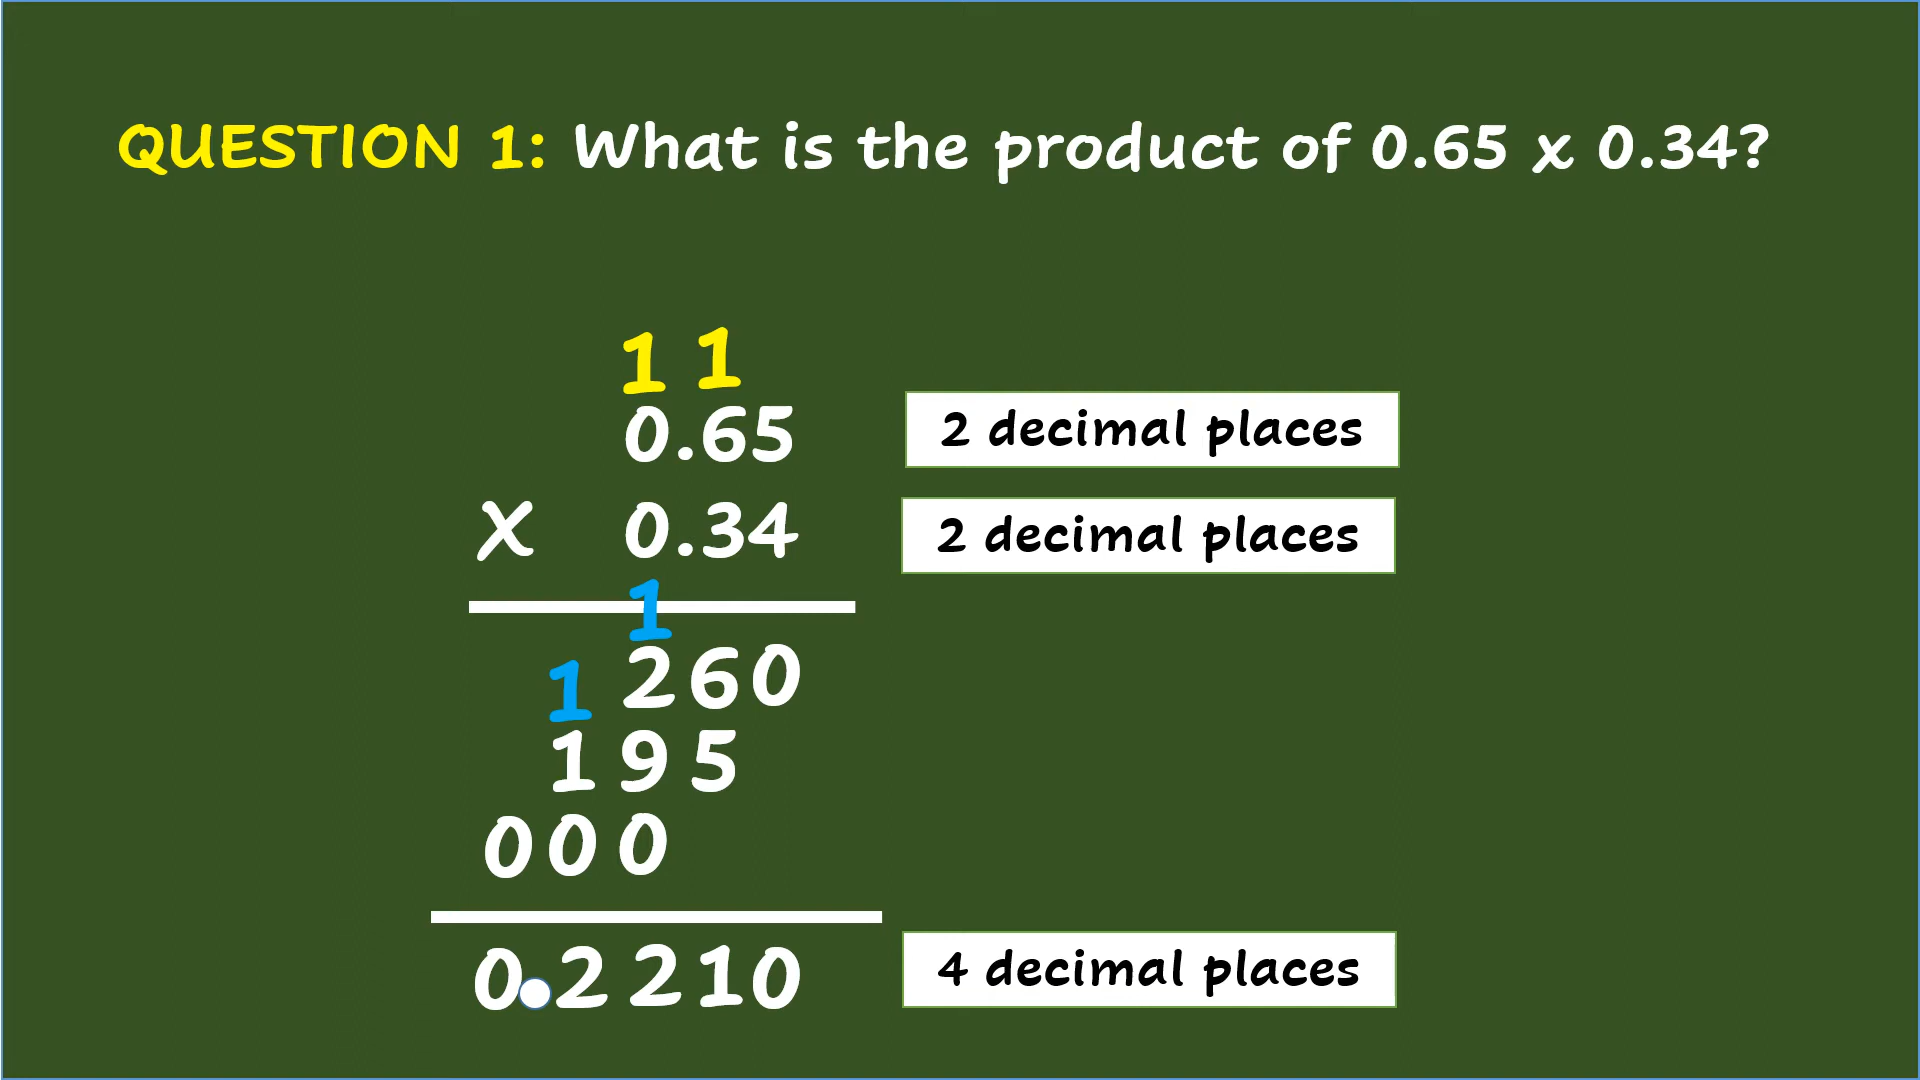 QUESTION 1: What is the product of 0.65 x 0.34?
1 1
0.65
2 decimal places
X 0.34
2 decimal places
1
260
1
195
000
0.2210
4 decimal places